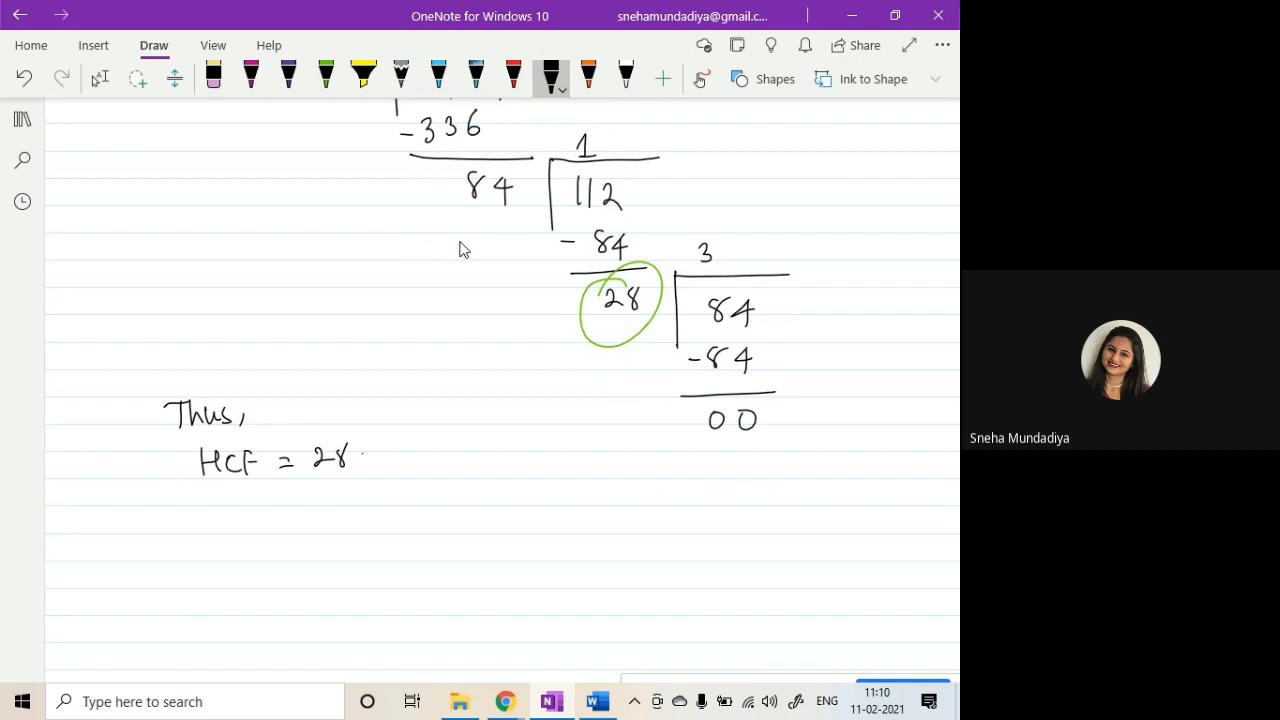 OneNote for Windows 10
snehamundadiya@gmail.c...
Home Insert Draw View Help
Share
Shapes
Ink to Shape
-336
1
84 112
- 84
3
28 84
-84
00
Thus,
HCF = 28
Sneha Mundadiya
Type here to search
ENG
11:10
11-02-2021